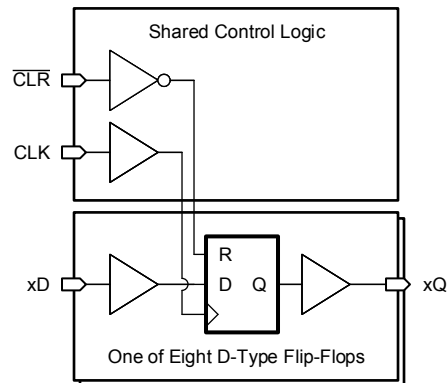 Shared Control Logic
CLR
CLK
R
xD
D Q
xQ
One of Eight D-Type Flip-Flops